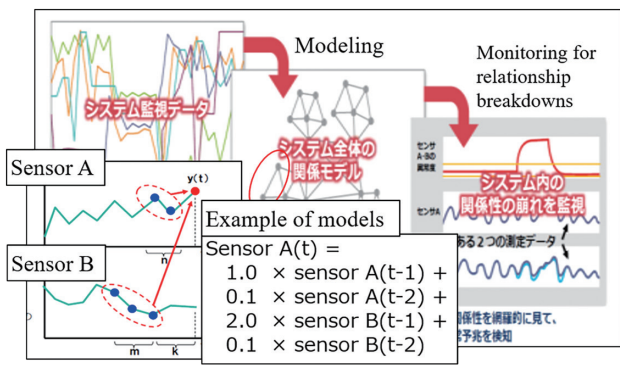 Modeling
Monitoring for
relationship
breakdowns
システム監視データ
システム全体の
関係モデル
センサ
A-Bの
異常度
システム内の
関係性の崩れを監視
センサA
ある2つの測定データ
関係性を網羅的に見て、
常予兆を検知
Sensor A
y(t)
n
Sensor B
m
k
Example of models
Sensor A(t) =
1.0 × sensor A(t-1) +
0.1 × sensor A(t-2) +
2.0 × sensor B(t-1) +
0.1 × sensor B(t-2)